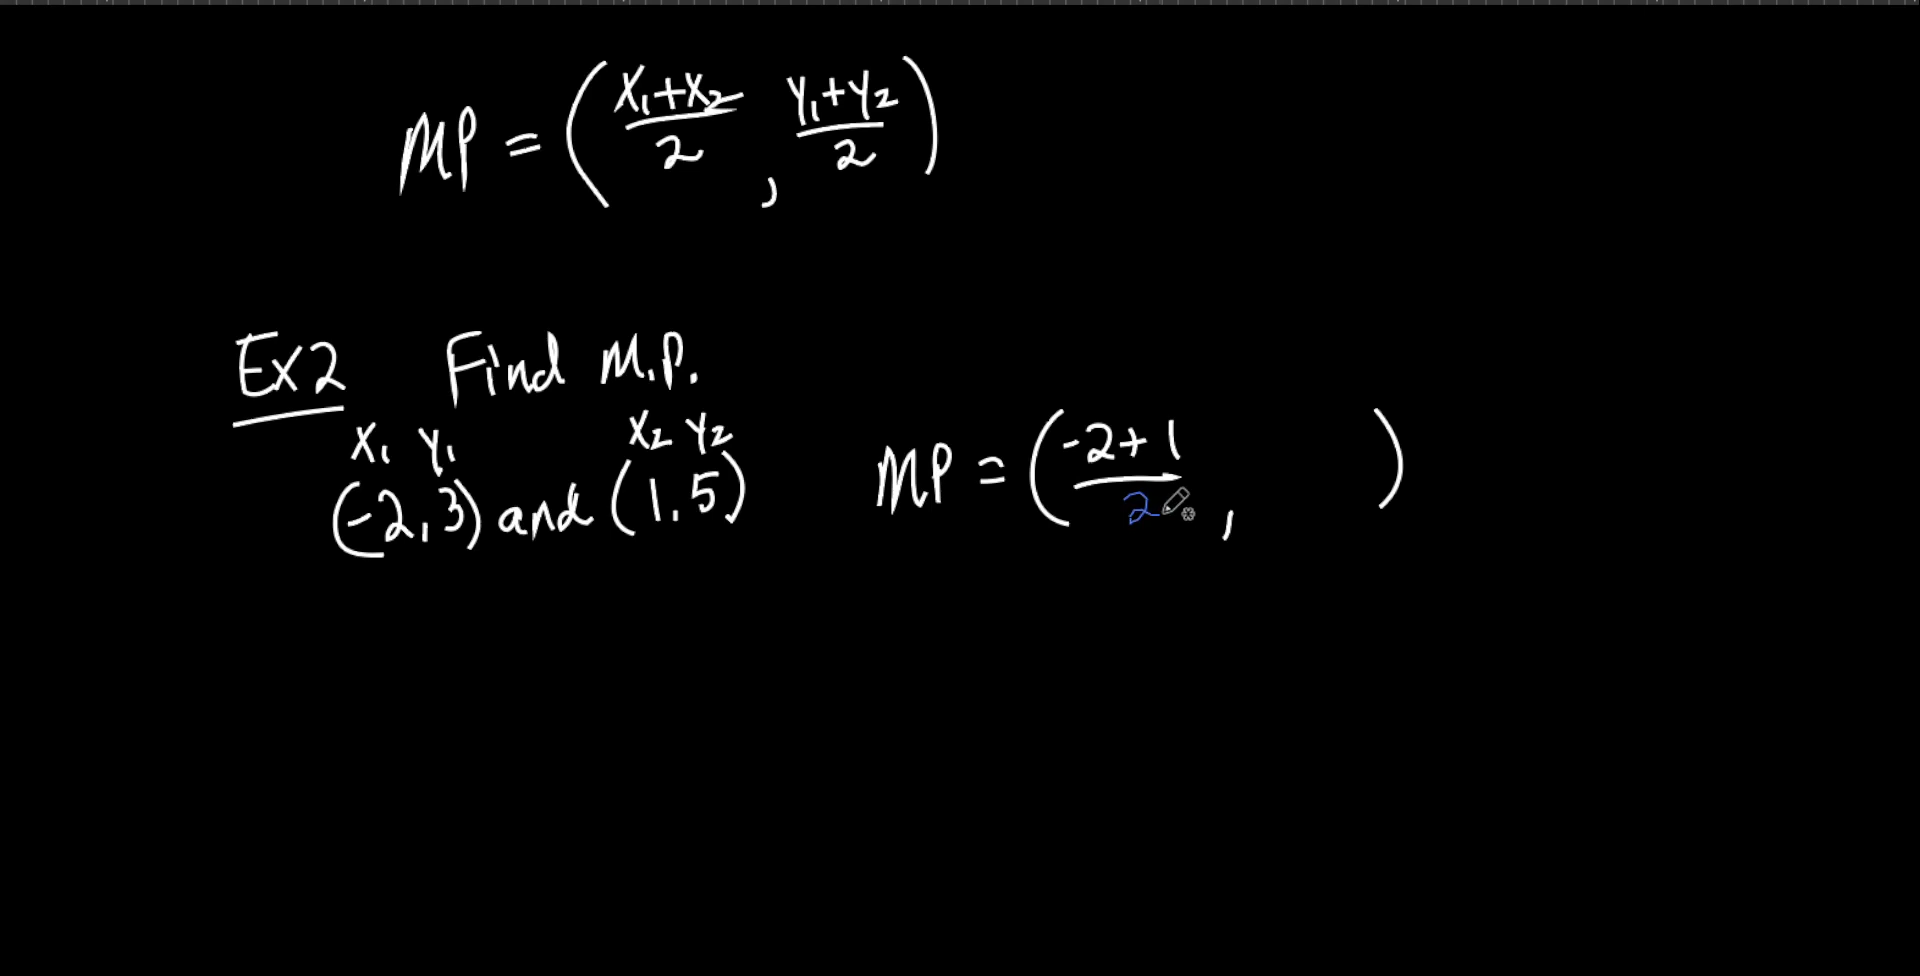 MP = (X₁+X₂/2, Y₁+Y₂/2)
Ex2 Find M.P.
X₁ Y₁ X₂ Y₂
(-2,3) and (1,5) MP = (-2+1/2, )